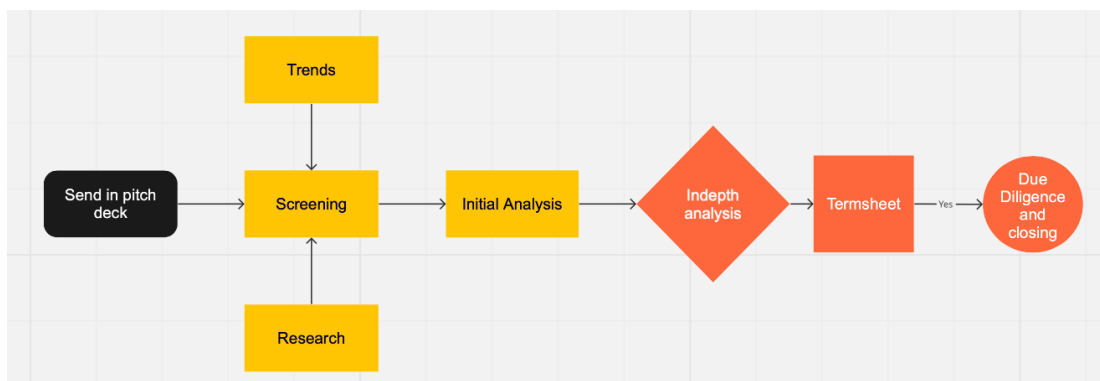 Trends
Send in pitch
deck
Screening
Initial Analysis
Indepth
analysis
Termsheet
Yes
Due
Diligence
and
closing
Research